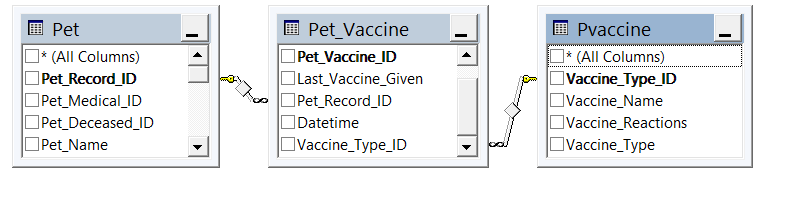 Pet
* (All Columns)
Pet_Record_ID
Pet_Medical_ID
Pet_Deceased_ID
Pet_Name
Pet_Vaccine
Pet_Vaccine_ID
Last_Vaccine_Given
Pet_Record_ID
Datetime
Vaccine_Type_ID
Pvaccine
* (All Columns)
Vaccine_Type_ID
Vaccine_Name
Vaccine_Reactions
Vaccine_Type